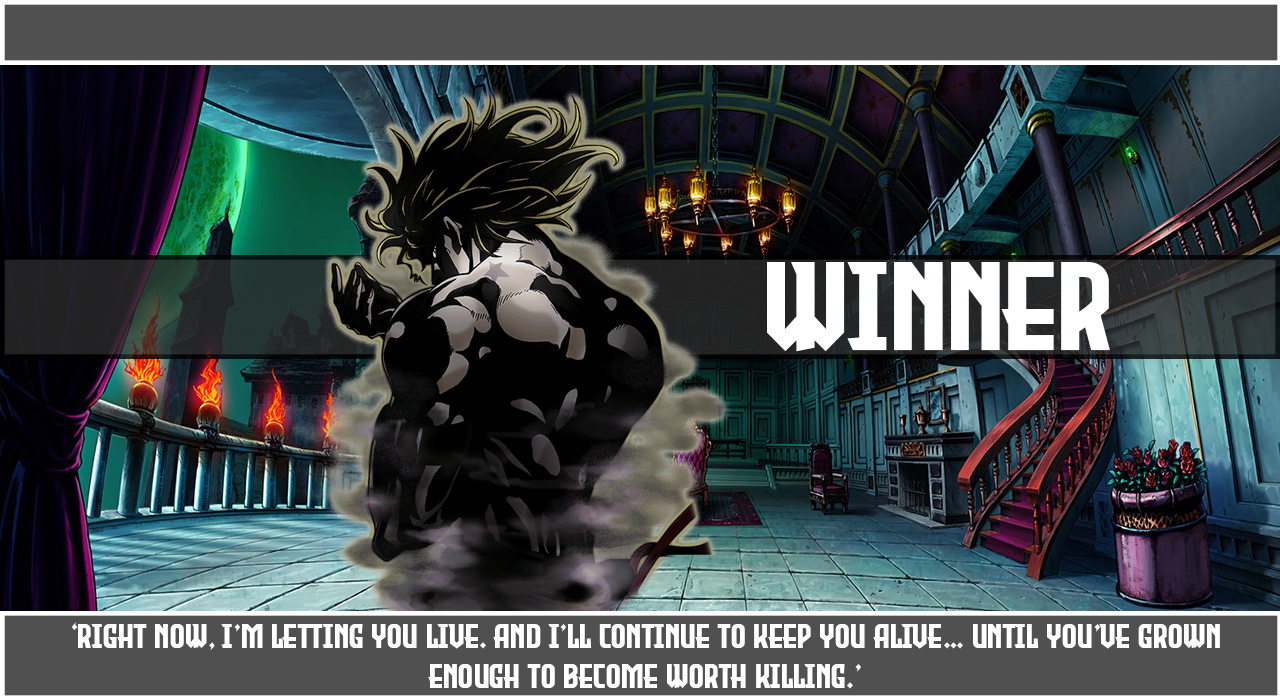 WINNER
'RIGHT NOW, I'M LETTING YOU LIVE. AND I'LL CONTINUE TO KEEP YOU ALIVE... UNTIL YOU'VE GROWN
ENOUGH TO BECOME WORTH KILLING.'